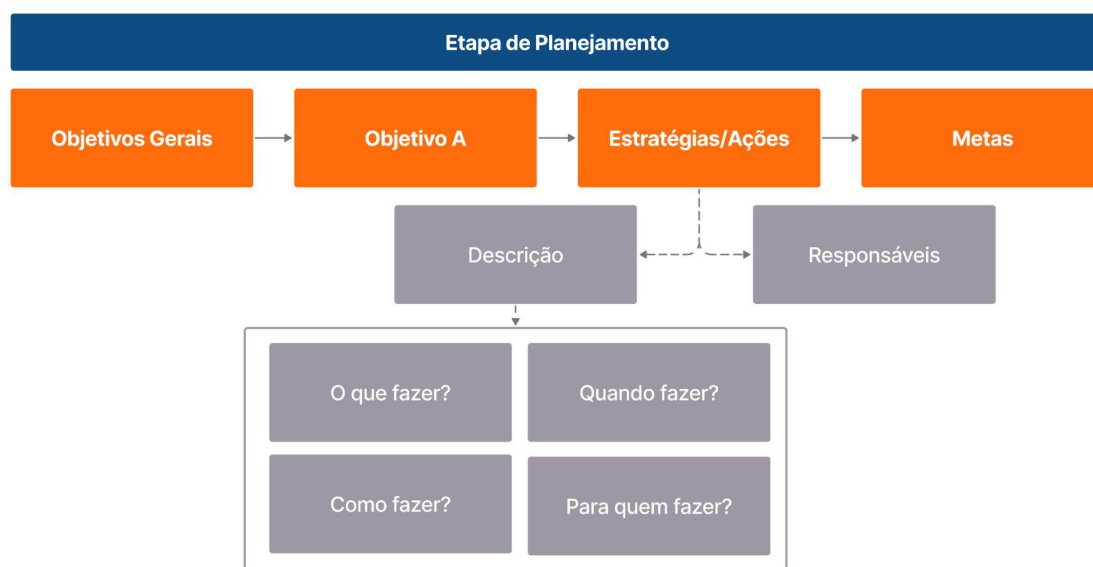 Etapa de Planejamento
Objetivos Gerais
Objetivo A
Estratégias/Ações
Metas
Descrição
Responsáveis
O que fazer?
Quando fazer?
Como fazer?
Para quem fazer?